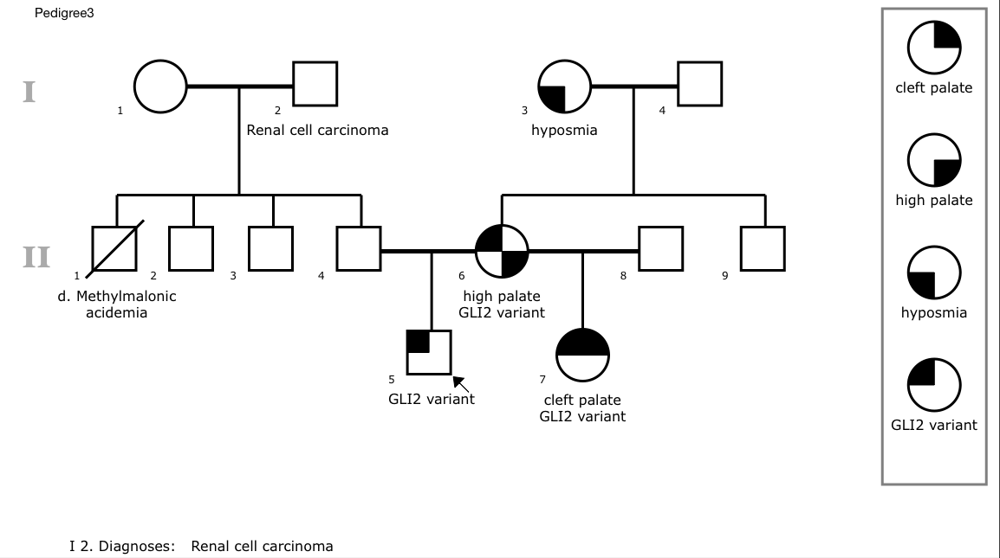 Pedigree3
I
1
2
Renal cell carcinoma
3
hyposmia
4
II
1
d. Methylmalonic
acidemia
2
3
4
6
high palate
GLI2 variant
8
9
5
GLI2 variant
7
cleft palate
GLI2 variant
cleft palate
high palate
hyposmia
GLI2 variant
I 2. Diagnoses: Renal cell carcinoma